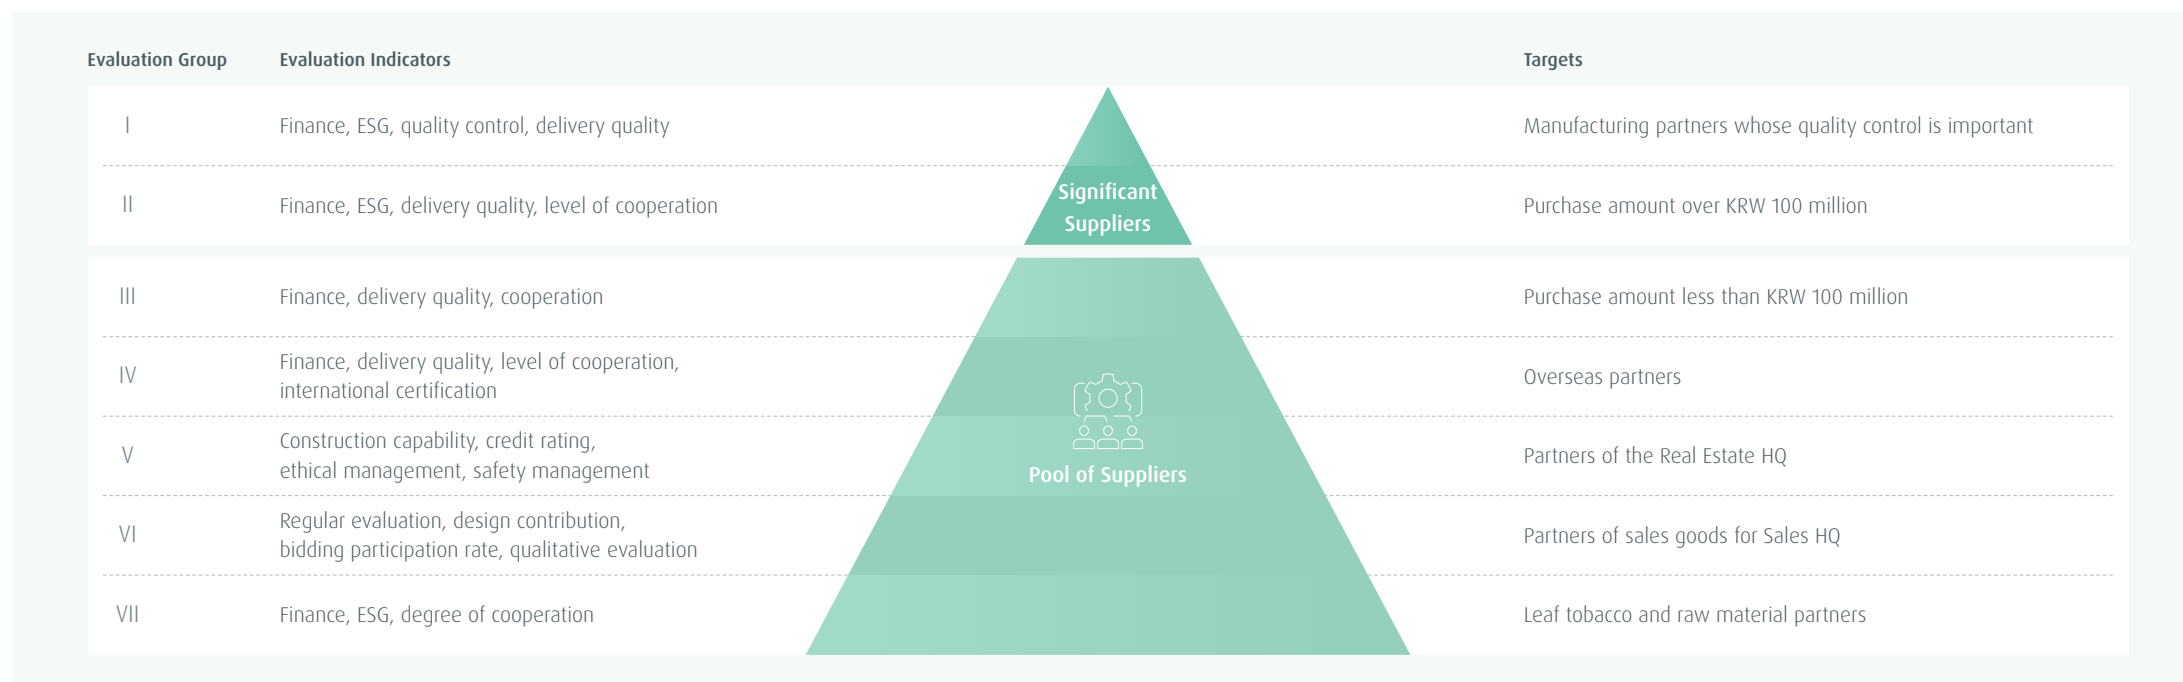 Evaluation Group
Evaluation Indicators
Targets
I
Finance, ESG, quality control, delivery quality
Manufacturing partners whose quality control is important
II
Finance, ESG, delivery quality, level of cooperation
Significant
Suppliers
Purchase amount over KRW 100 million
III
Finance, delivery quality, cooperation
Purchase amount less than KRW 100 million
IV
Finance, delivery quality, level of cooperation,
international certification
Overseas partners
V
Construction capability, credit rating,
ethical management, safety management
Pool of Suppliers
Partners of the Real Estate HQ
VI
Regular evaluation, design contribution,
bidding participation rate, qualitative evaluation
Partners of sales goods for Sales HQ
VII
Finance, ESG, degree of cooperation
Leaf tobacco and raw material partners